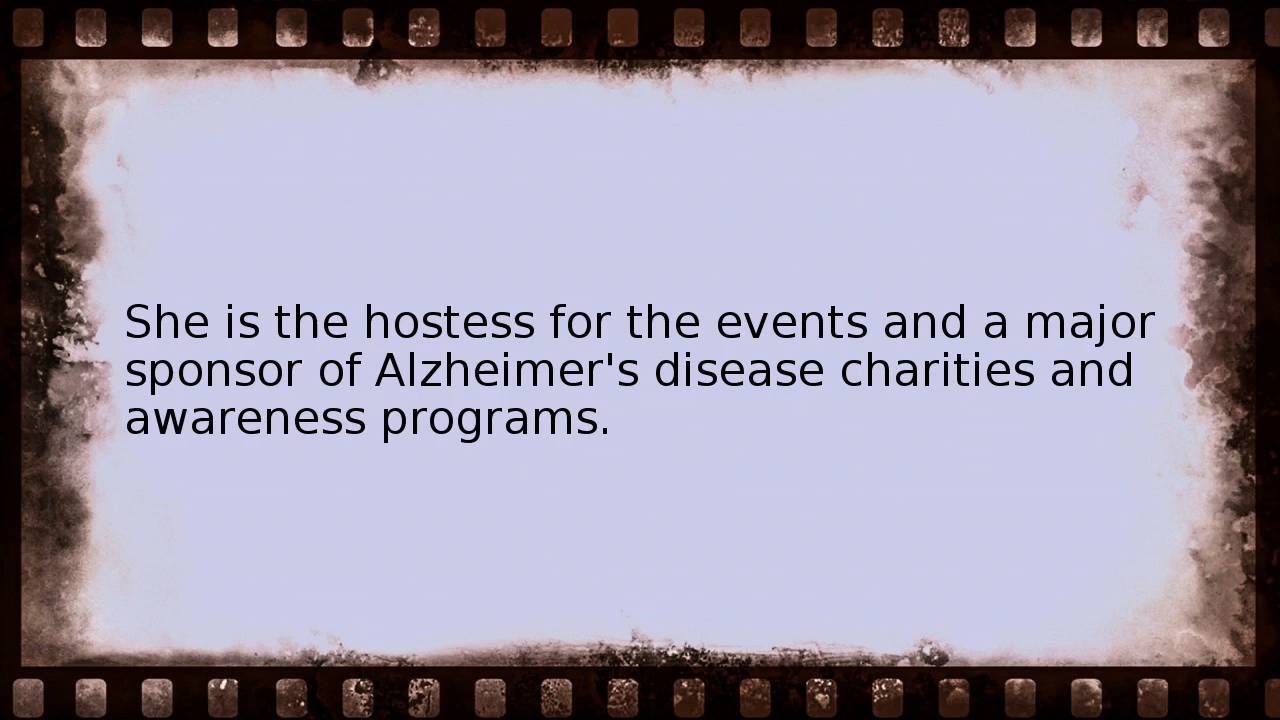 She is the hostess for the events and a major
sponsor of Alzheimer's disease charities and
awareness programs.